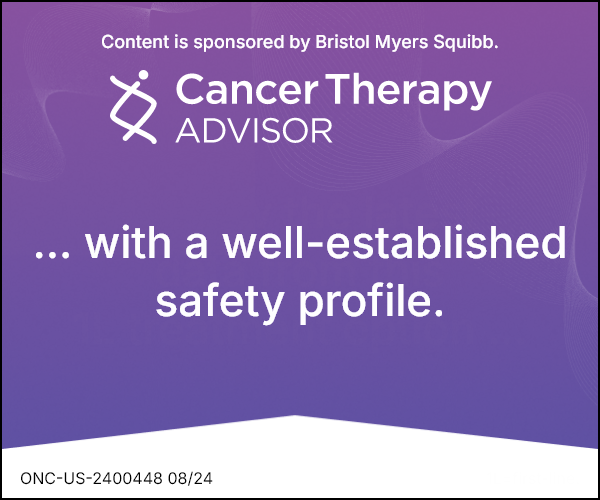 Content is sponsored by Bristol Myers Squibb.
Cancer Therapy
ADVISOR
... with a well-established
safety profile.
ONC-US-2400448 08/24